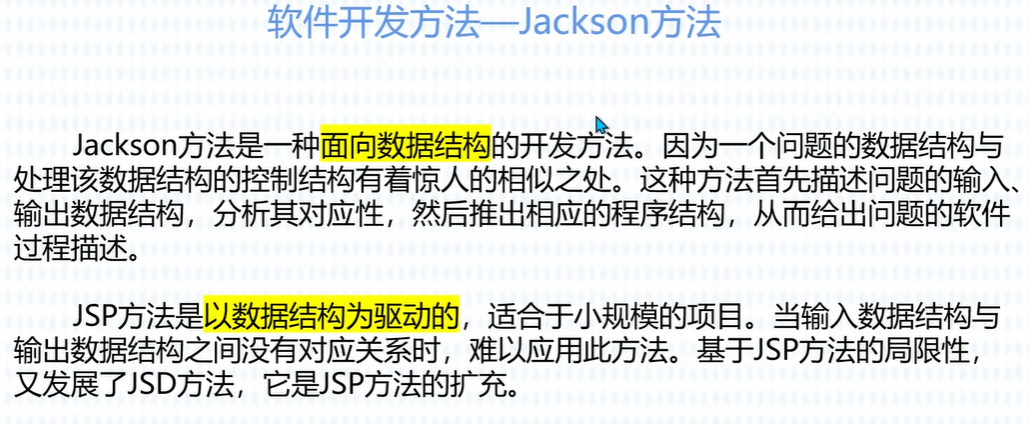 软件开发方法—Jackson方法
Jackson方法是一种面向数据结构的开发方法。因为一个问题的数据结构与
处理该数据结构的控制结构有着惊人的相似之处。这种方法首先描述问题的输入、
输出数据结构，分析其对应性，然后推出相应的程序结构，从而给出问题的软件
过程描述。
JSP方法是以数据结构为驱动的，适合于小规模的项目。当输入数据结构与
输出数据结构之间没有对应关系时，难以应用此方法。基于JSP方法的局限性，
又发展了JSD方法，它是JSP方法的扩充。